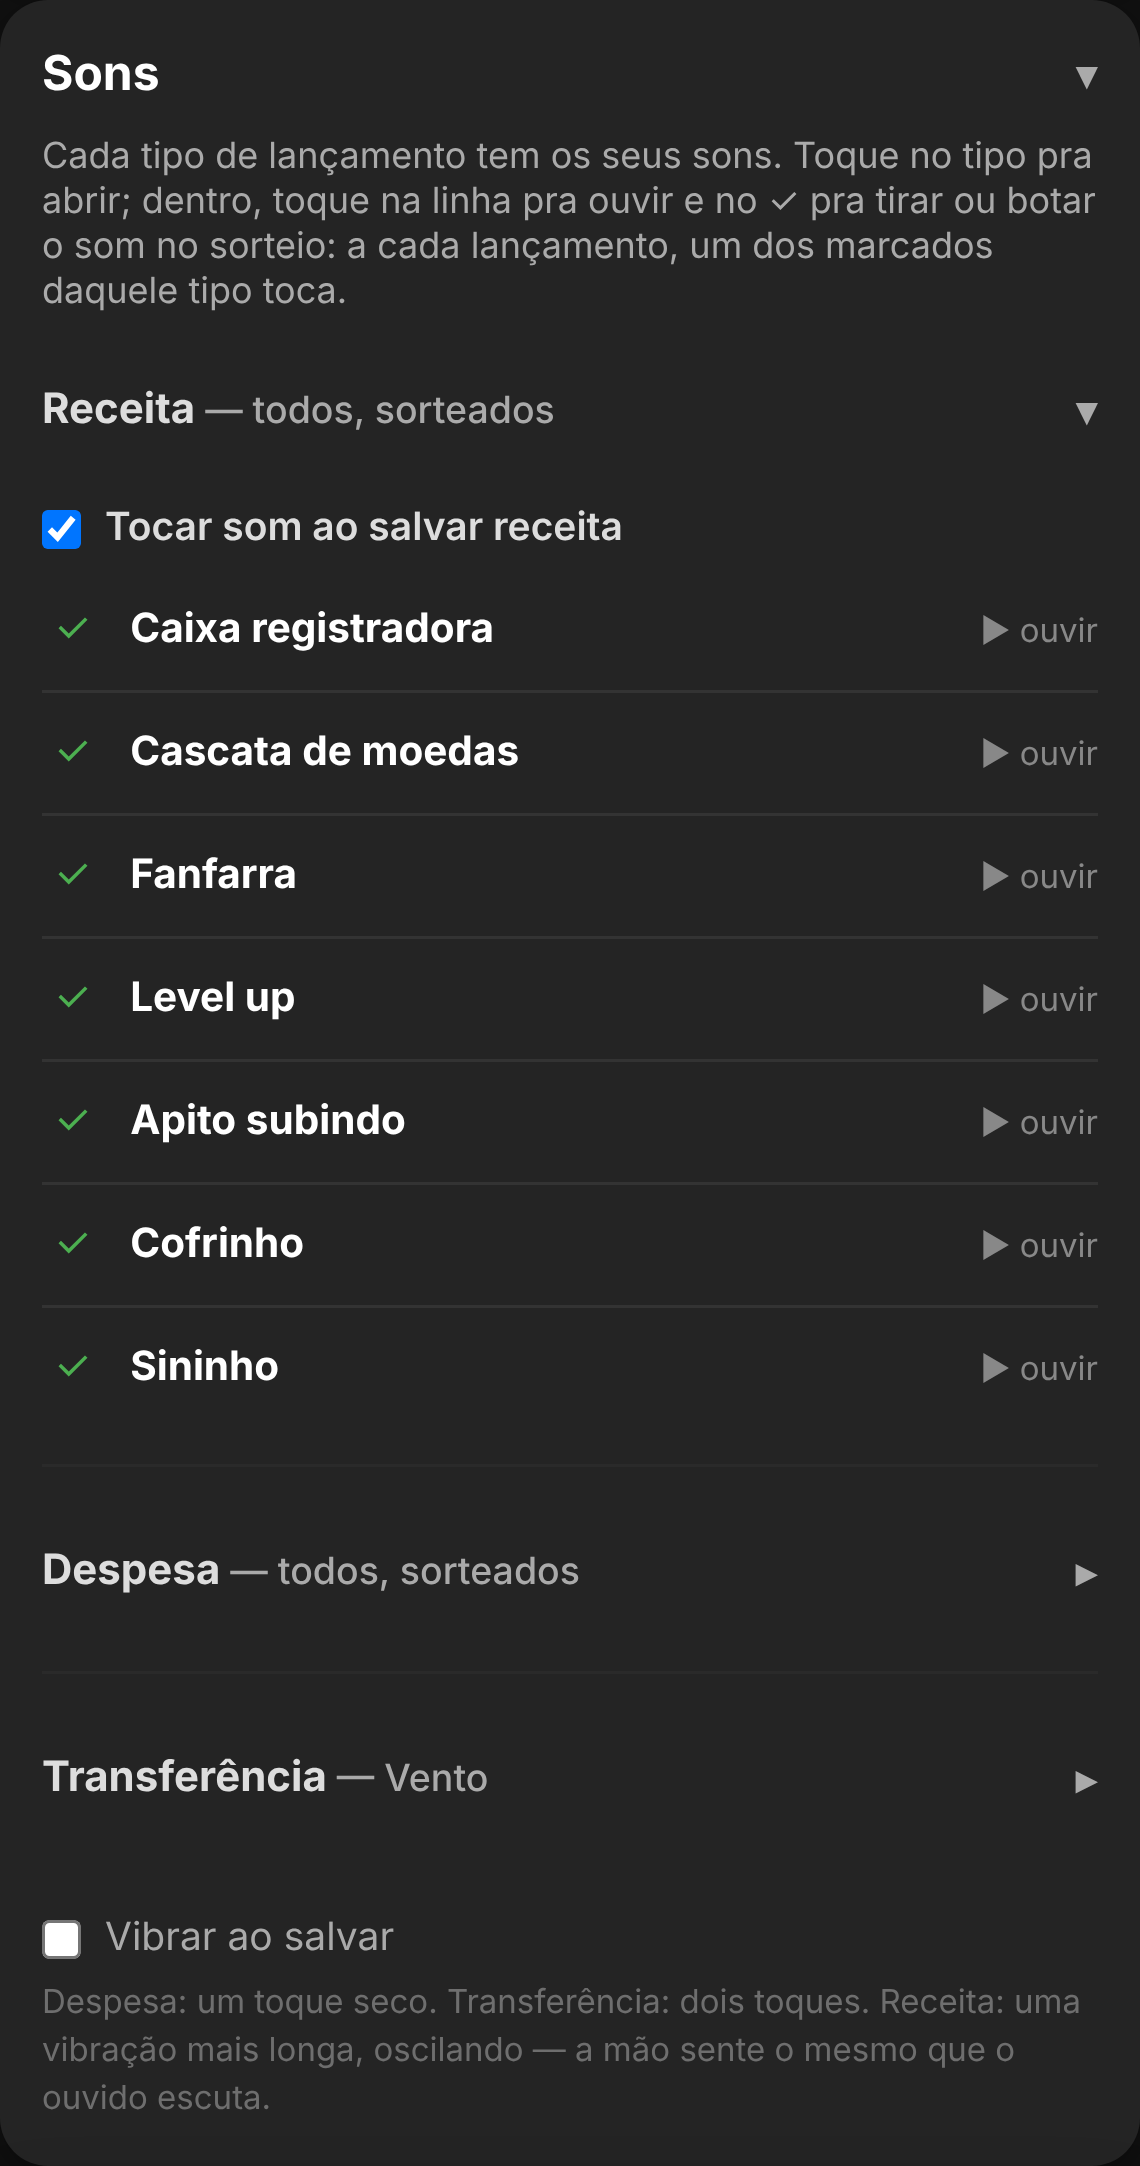 Sons ▼
Cada tipo de lançamento tem os seus sons. Toque no tipo pra
abrir; dentro, toque na linha pra ouvir e no ✓ pra tirar ou botar
o som no sorteio: a cada lançamento, um dos marcados
daquele tipo toca.
Receita — todos, sorteados ▼
Tocar som ao salvar receita
✓ Caixa registradora ▶ ouvir
✓ Cascata de moedas ▶ ouvir
✓ Fanfarra ▶ ouvir
✓ Level up ▶ ouvir
✓ Apito subindo ▶ ouvir
✓ Cofrinho ▶ ouvir
✓ Sininho ▶ ouvir
Despesa — todos, sorteados ▶
Transferência — Vento ▶
Vibrar ao salvar
Despesa: um toque seco. Transferência: dois toques. Receita: uma
vibração mais longa, oscilando — a mão sente o mesmo que o
ouvido escuta.